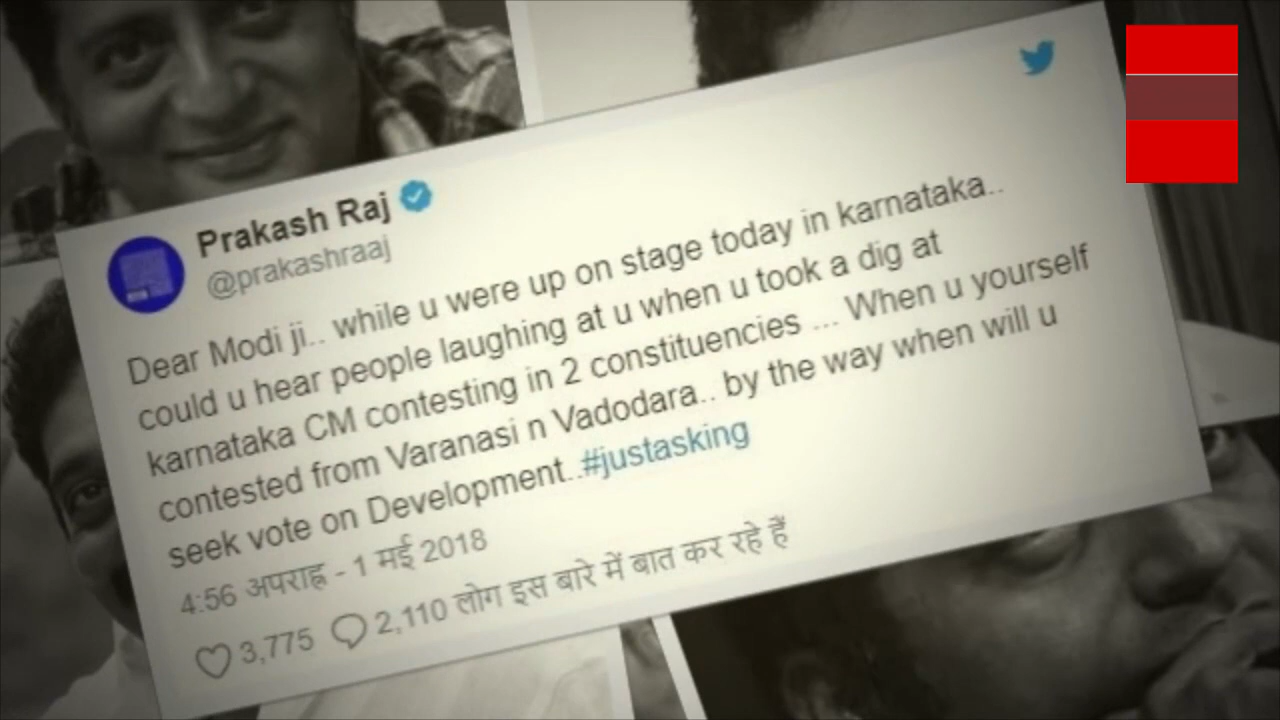 Prakash Raj
@prakashraaj
Dear Modi ji.. while u were up on stage today in karnataka..
could u hear people laughing at u when u took a dig at
karnataka CM contesting in 2 constituencies ... When u yourself
contested from Varanasi n Vadodara.. by the way when will u
seek vote on Development..#justasking
4:56 अपराह्न - 1 मई 2018
3,775 2,110 लोग इस बारे में बात कर रहे हैं